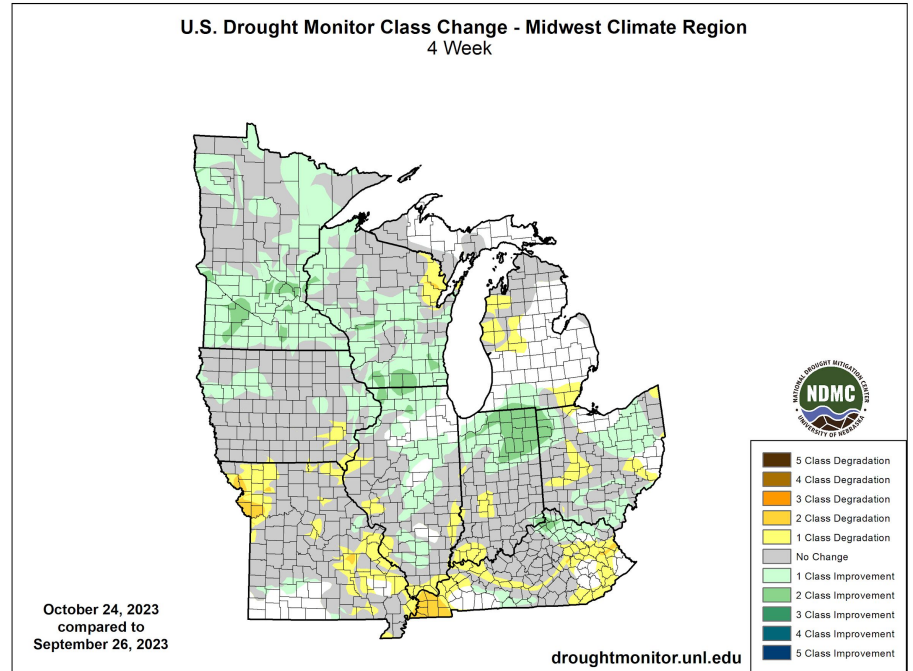 U.S. Drought Monitor Class Change - Midwest Climate Region
4 Week
NATIONAL DROUGHT MITIGATION CENTER
NDMC
UNIVERSITY OF NEBRASKA
5 Class Degradation
4 Class Degradation
3 Class Degradation
2 Class Degradation
1 Class Degradation
No Change
1 Class Improvement
2 Class Improvement
3 Class Improvement
4 Class Improvement
5 Class Improvement
October 24, 2023
compared to
September 26, 2023
droughtmonitor.unl.edu